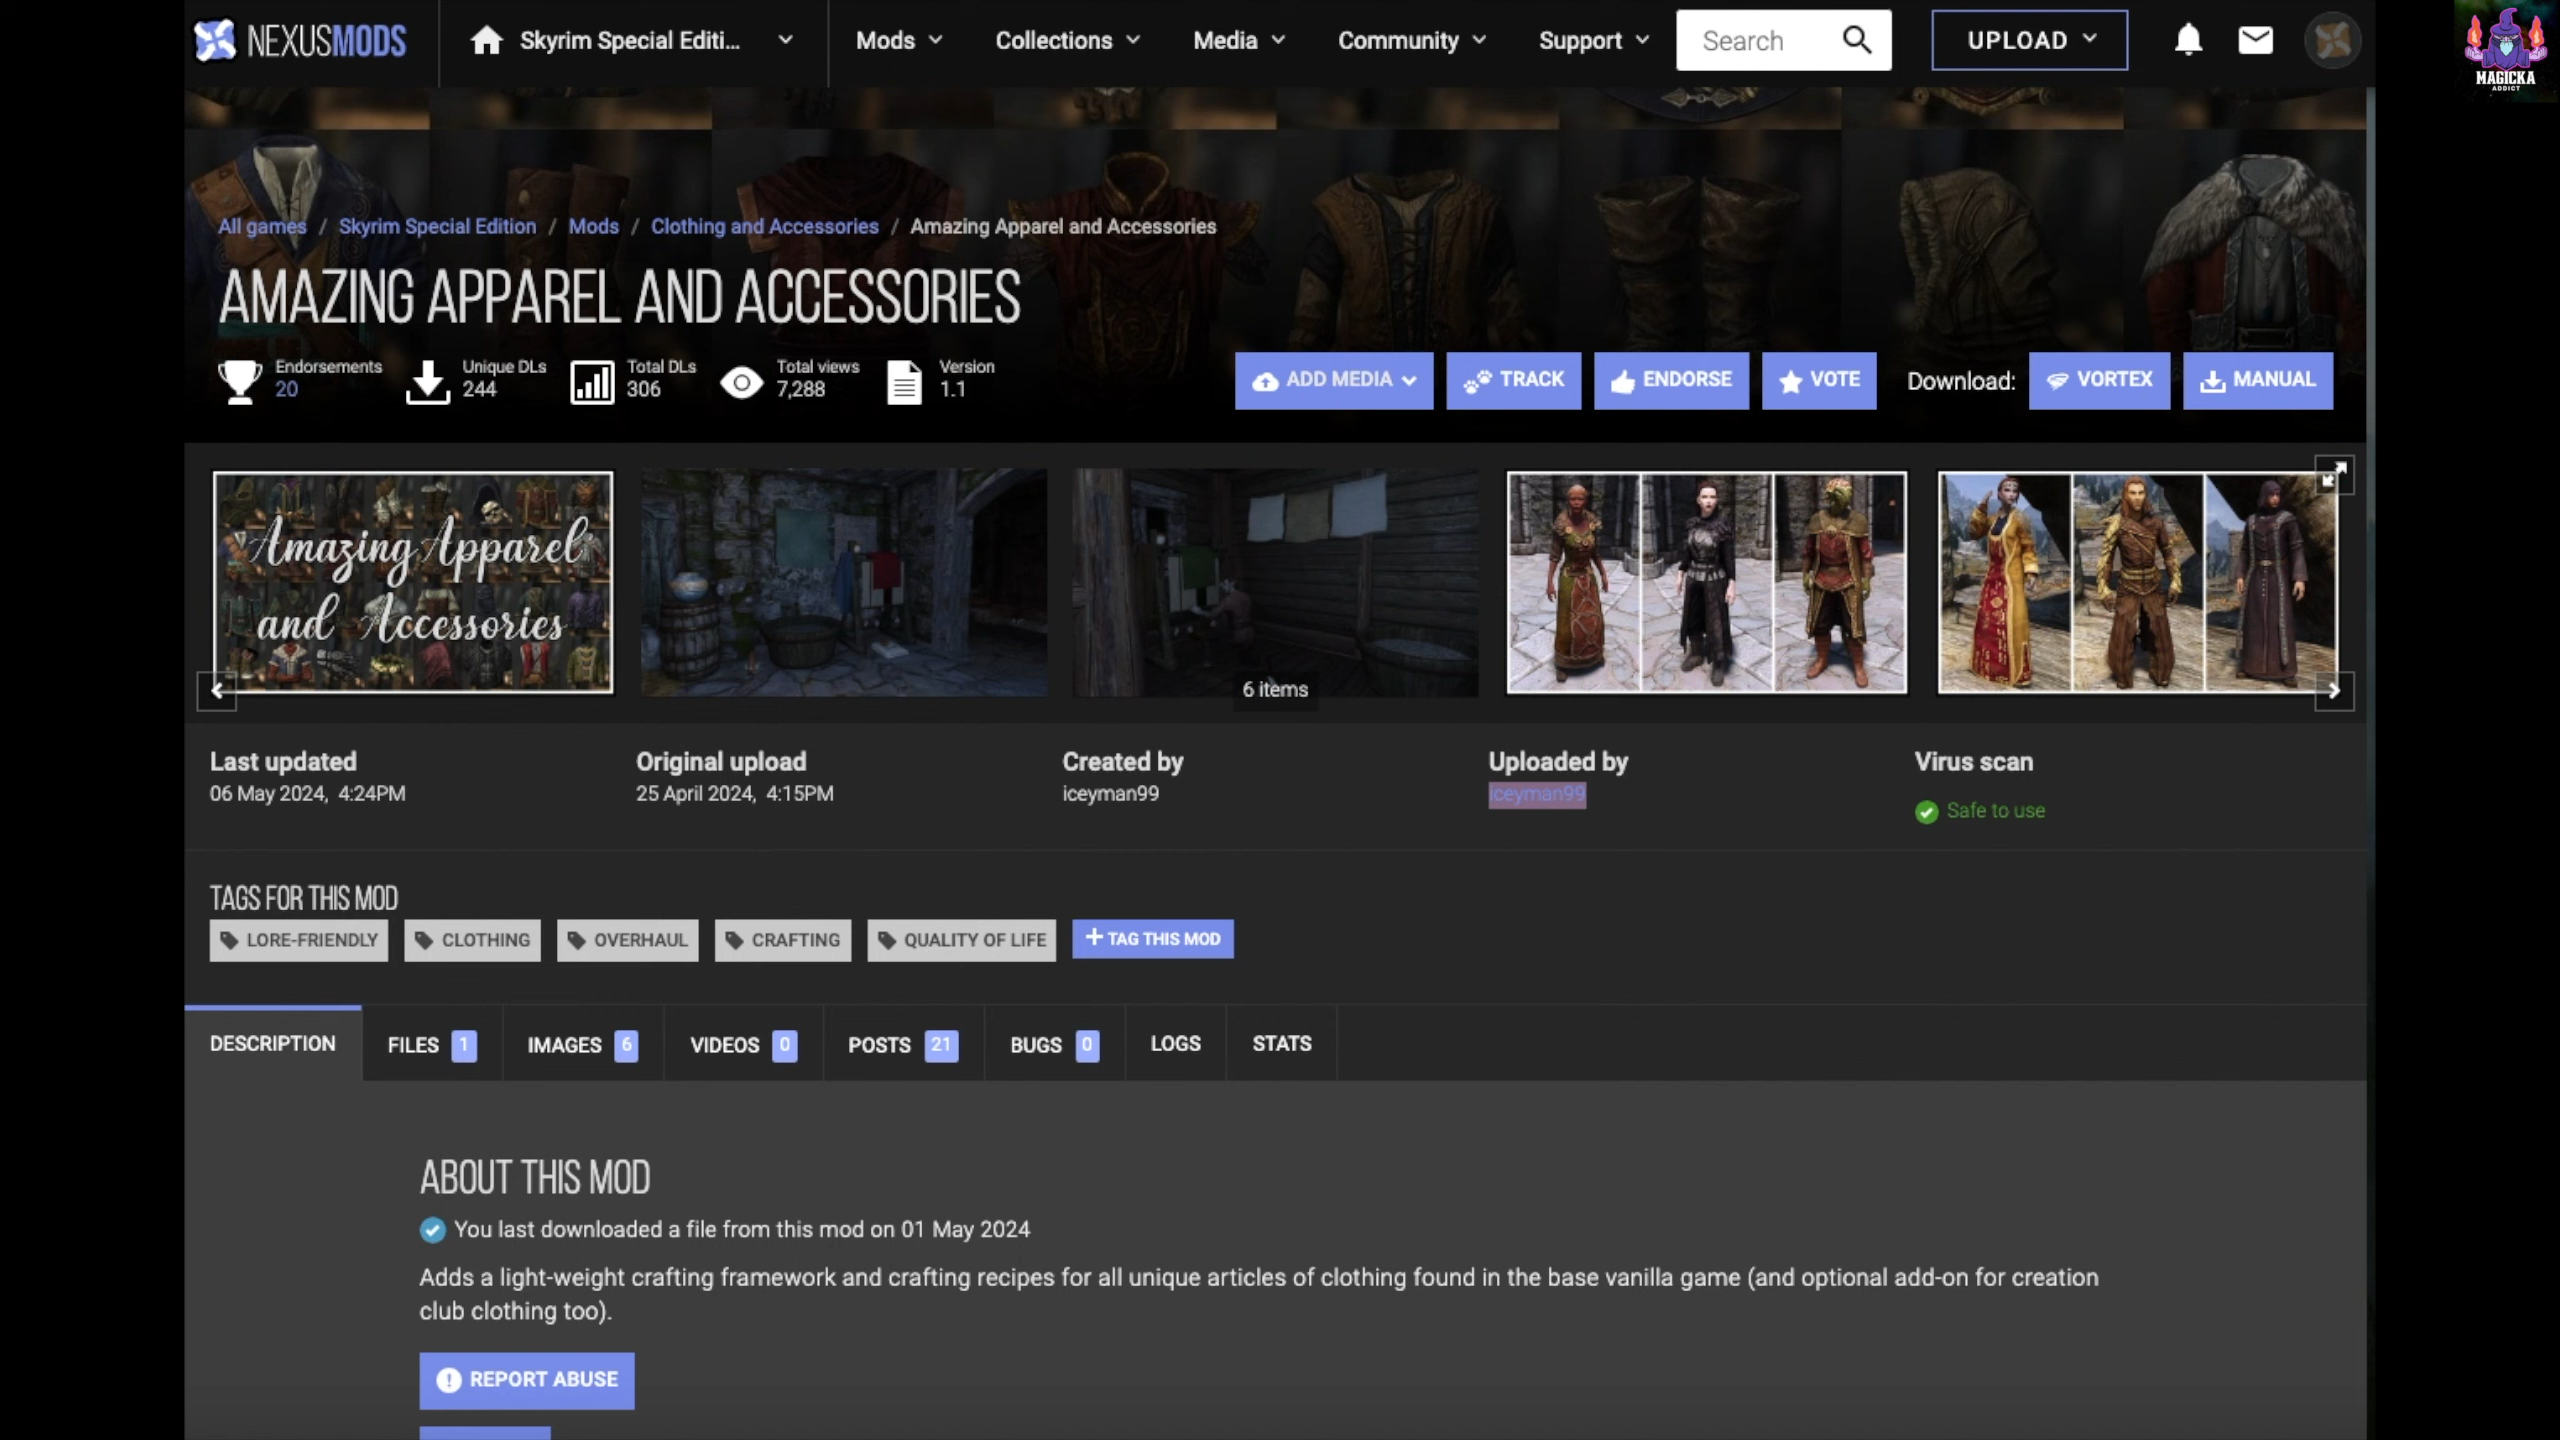 NEXUSMODS
Skyrim Special Editi...
Mods
Collections
Media
Community
Support
Search
UPLOAD
MAGICKA
ADDICT
All games / Skyrim Special Edition / Mods / Clothing and Accessories / Amazing Apparel and Accessories
AMAZING APPAREL AND ACCESSORIES
Endorsements
20
Unique DLs
244
Total DLs
306
Total views
7,288
Version
1.1
ADD MEDIA
TRACK
ENDORSE
VOTE
Download:
VORTEX
MANUAL
Amazing Apparel
and Accessories
6 items
Last updated
06 May 2024, 4:24PM
Original upload
25 April 2024, 4:15PM
Created by
iceyman99
Uploaded by
iceyman99
Virus scan
Safe to use
TAGS FOR THIS MOD
LORE-FRIENDLY
CLOTHING
OVERHAUL
CRAFTING
QUALITY OF LIFE
+ TAG THIS MOD
DESCRIPTION
FILES 1
IMAGES 6
VIDEOS 0
POSTS 21
BUGS 0
LOGS
STATS
ABOUT THIS MOD
You last downloaded a file from this mod on 01 May 2024
Adds a light-weight crafting framework and crafting recipes for all unique articles of clothing found in the base vanilla game (and optional add-on for creation
club clothing too).
REPORT ABUSE